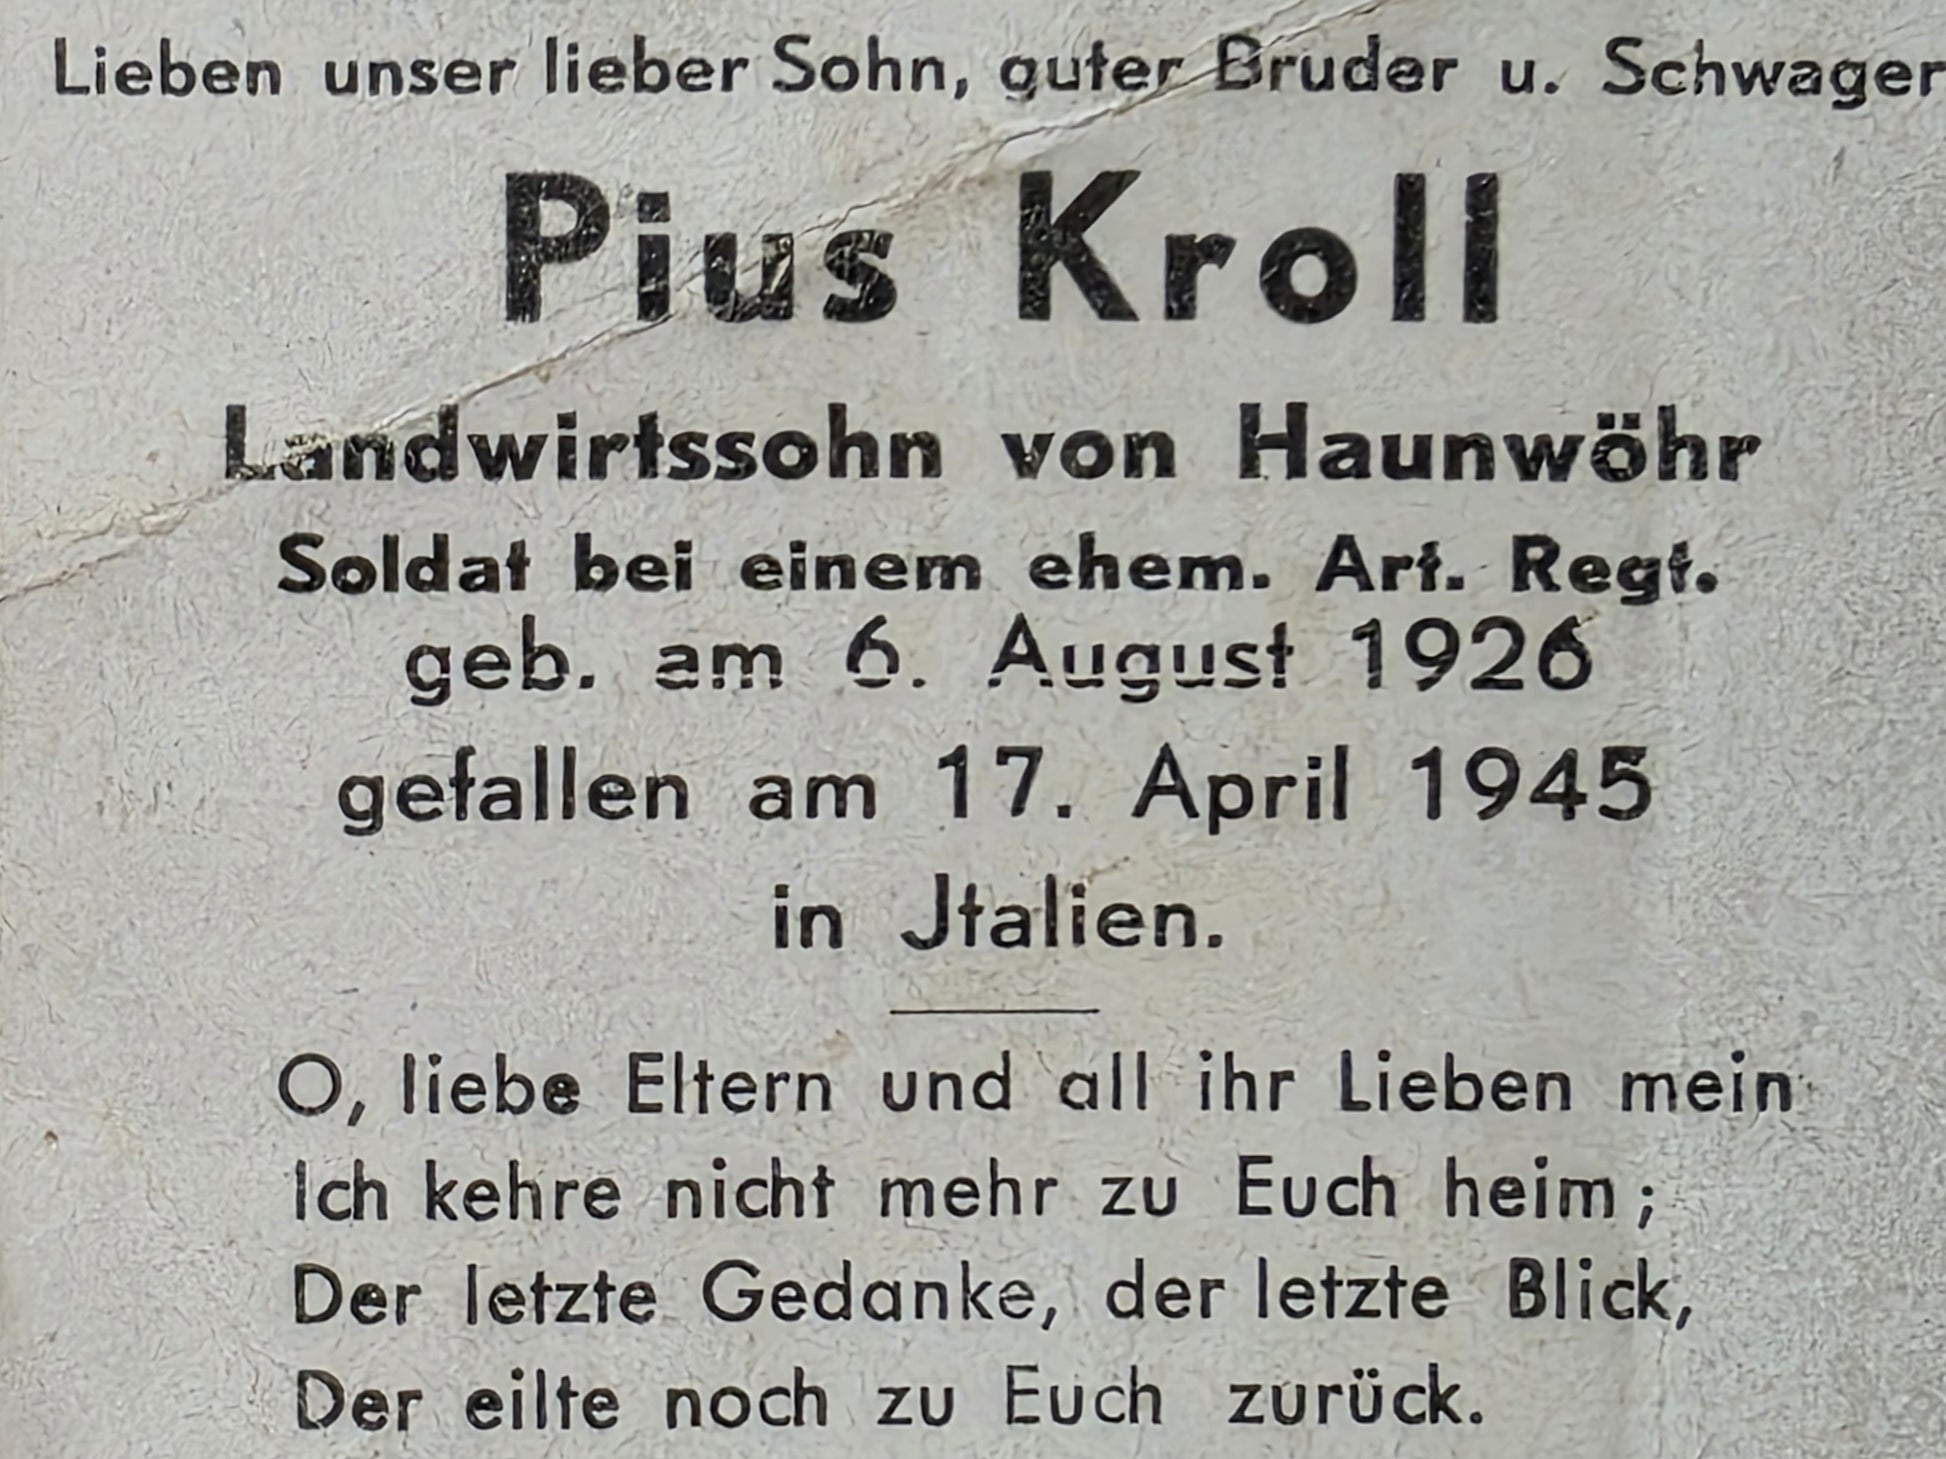 Lieben unser lieber Sohn, guter Bruder u. Schwager
Pius Kroll
Landwirtssohn von Haunwöhr
Soldat bei einem ehem. Art. Regt.
geb. am 6. August 1926
gefallen am 17. April 1945
in Jtalien.
O, liebe Eltern und all ihr Lieben mein
Ich kehre nicht mehr zu Euch heim;
Der letzte Gedanke, der letzte Blick,
Der eilte noch zu Euch zurück.